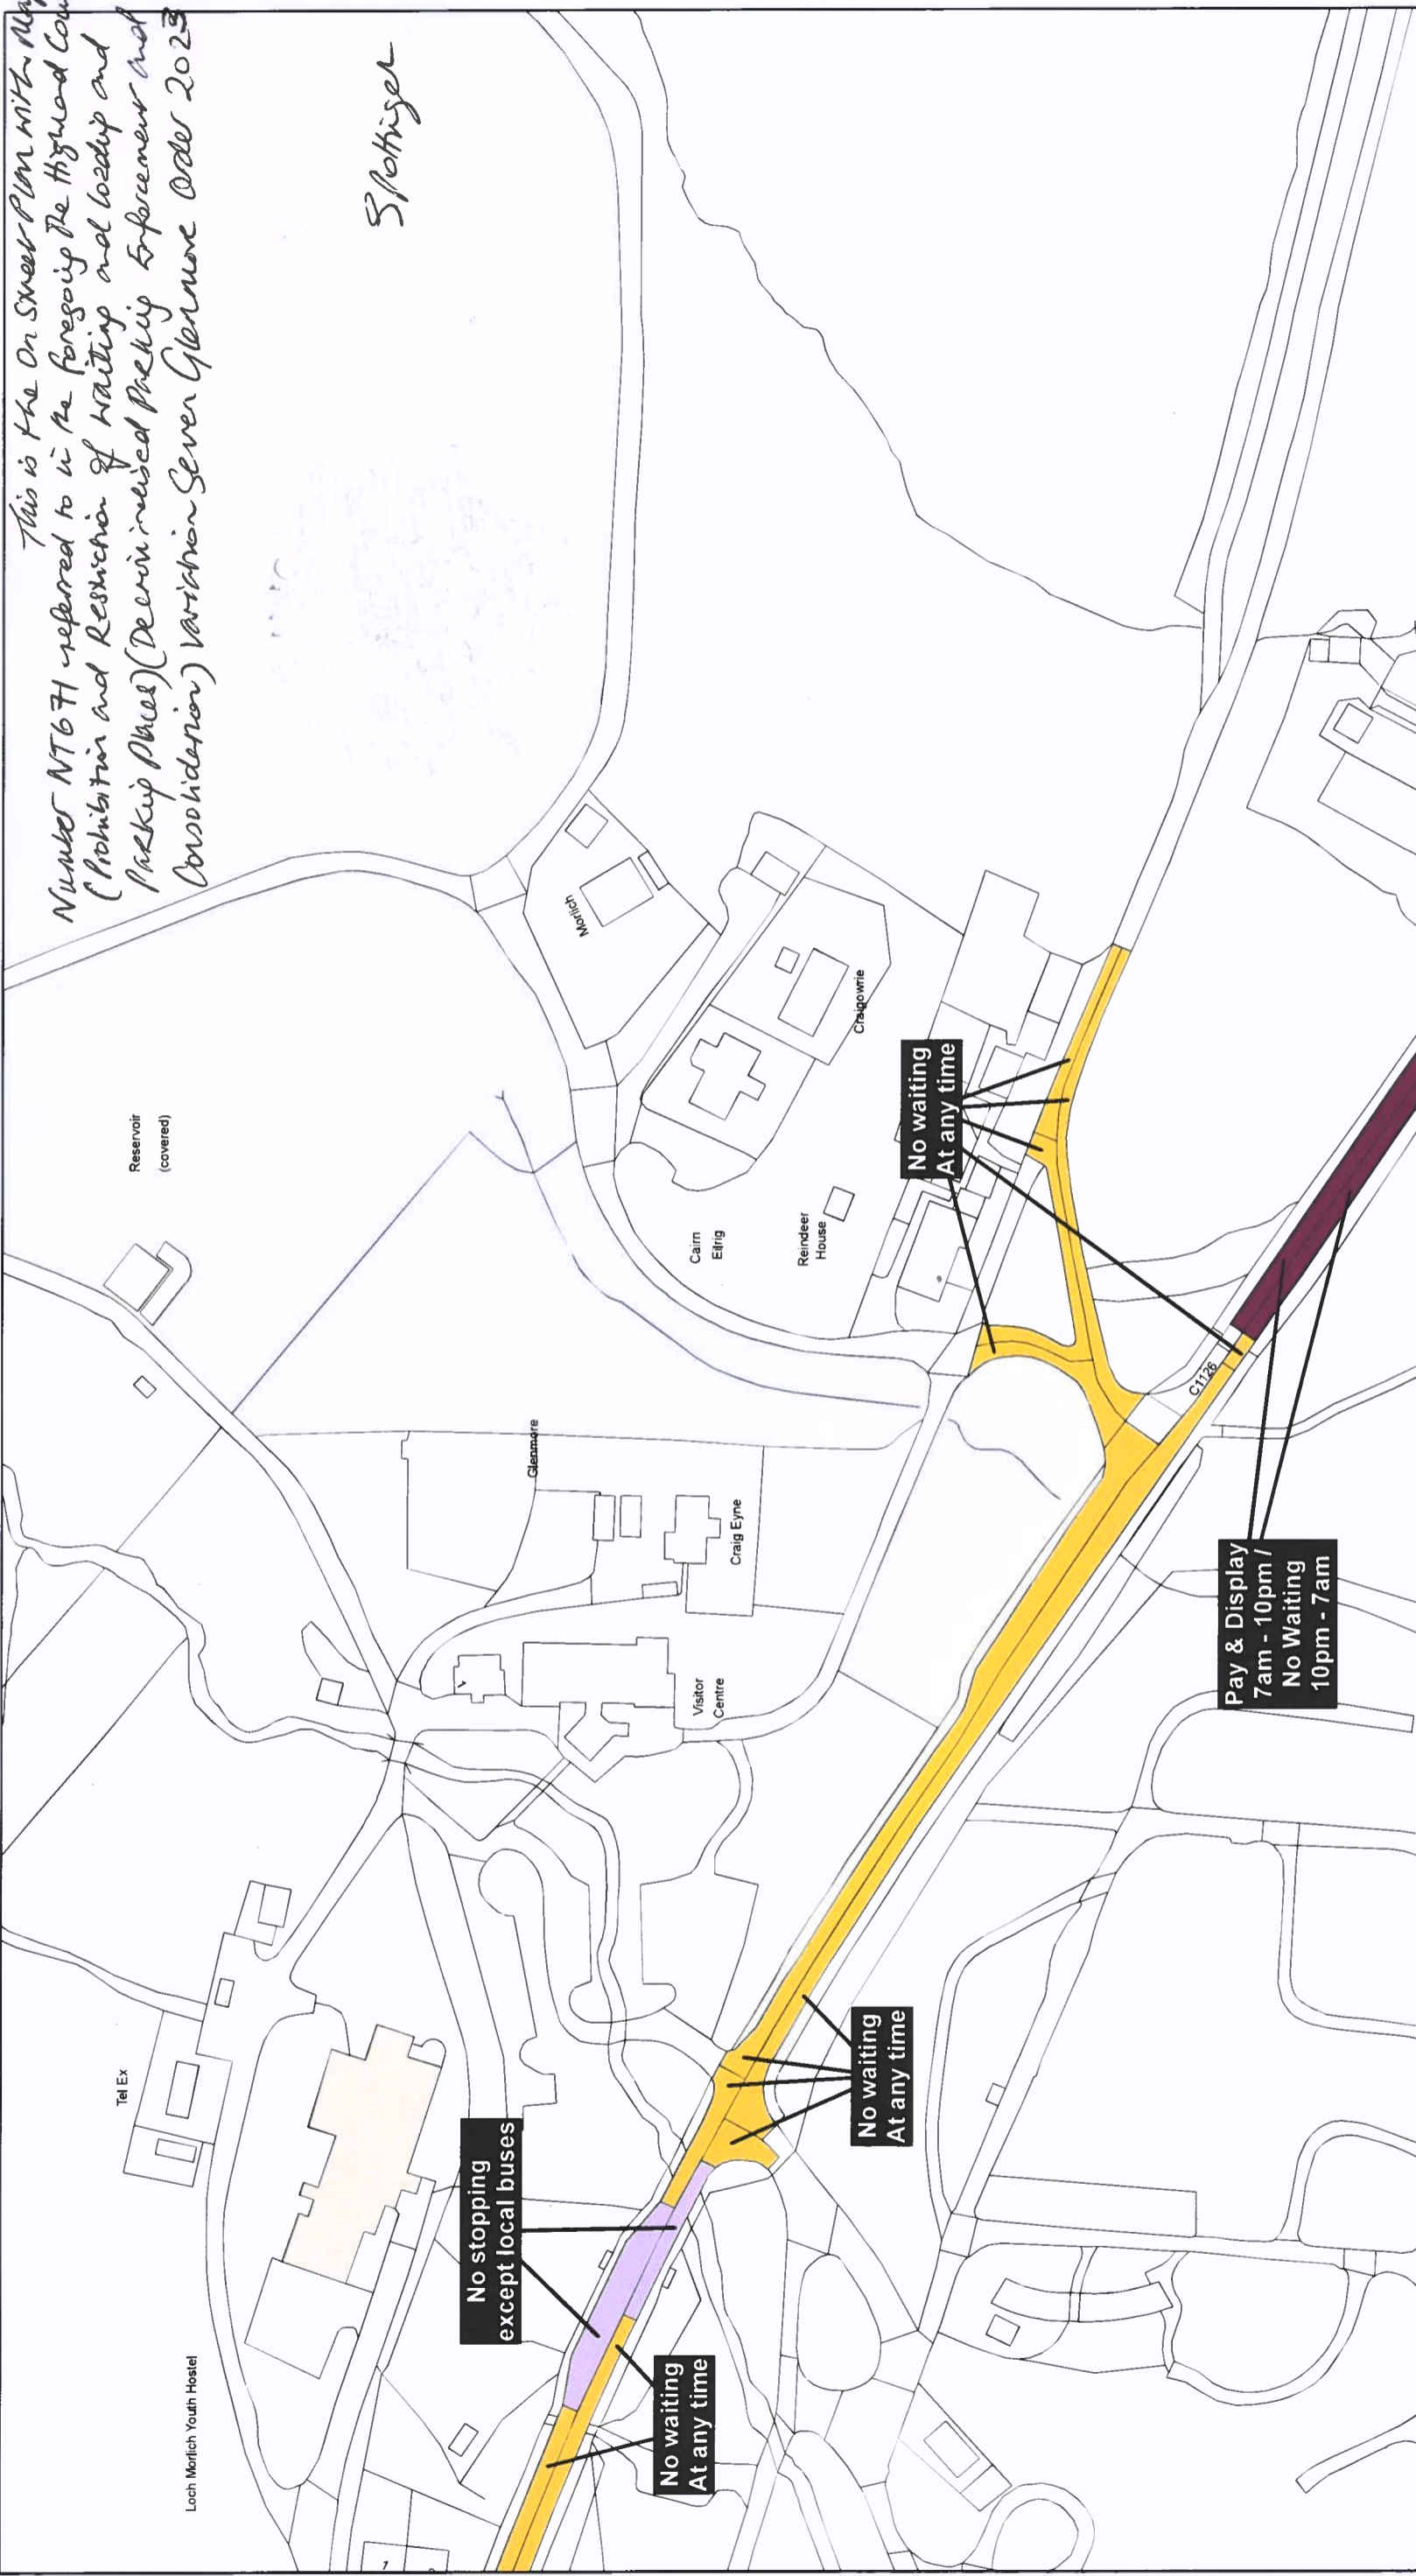 This is the On Street Plan with Map
Number NT671 referred to in the foregoing The Highland Cou
(Prohibition and Restriction of Waiting and Loading and
Parking Places) (Decriminalised Parking Enforcement and
Consolidation) Variation Seven Glenmore Order 2023
Reservoir
(covered)
Morlich
Craigowrie
Cairn
Eilrig
Reindeer
House
Glenmore
Craig Eyne
Visitor
Centre
Tel Ex
Loch Morlich Youth Hostel
1
C1126
No waiting
At any time
Pay & Display
7am - 10pm /
No Waiting
10pm - 7am
No waiting
At any time
No stopping
except local buses
No waiting
At any time